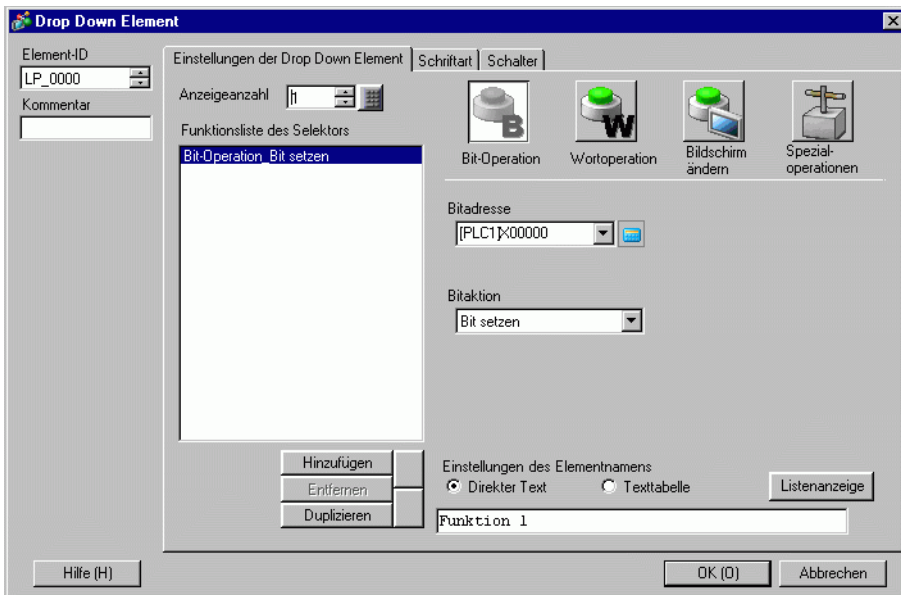 Drop Down Element
Element-ID
LP_0000
Kommentar
Einstellungen der Drop Down Element
Schriftart
Schalter
Anzeigeanzahl
1
Funktionsliste des Selektors
Bit-Operation_Bit setzen
Hinzufügen
Entfernen
Duplizieren
B
Bit-Operation
W
Wortoperation
Bildschirm
ändern
Spezial-
operationen
Bitadresse
[PLC1]X00000
Bitaktion
Bit setzen
Einstellungen des Elementnamens
Direkter Text
Texttabelle
Listenanzeige
Funktion 1
Hilfe (H)
OK (O)
Abbrechen